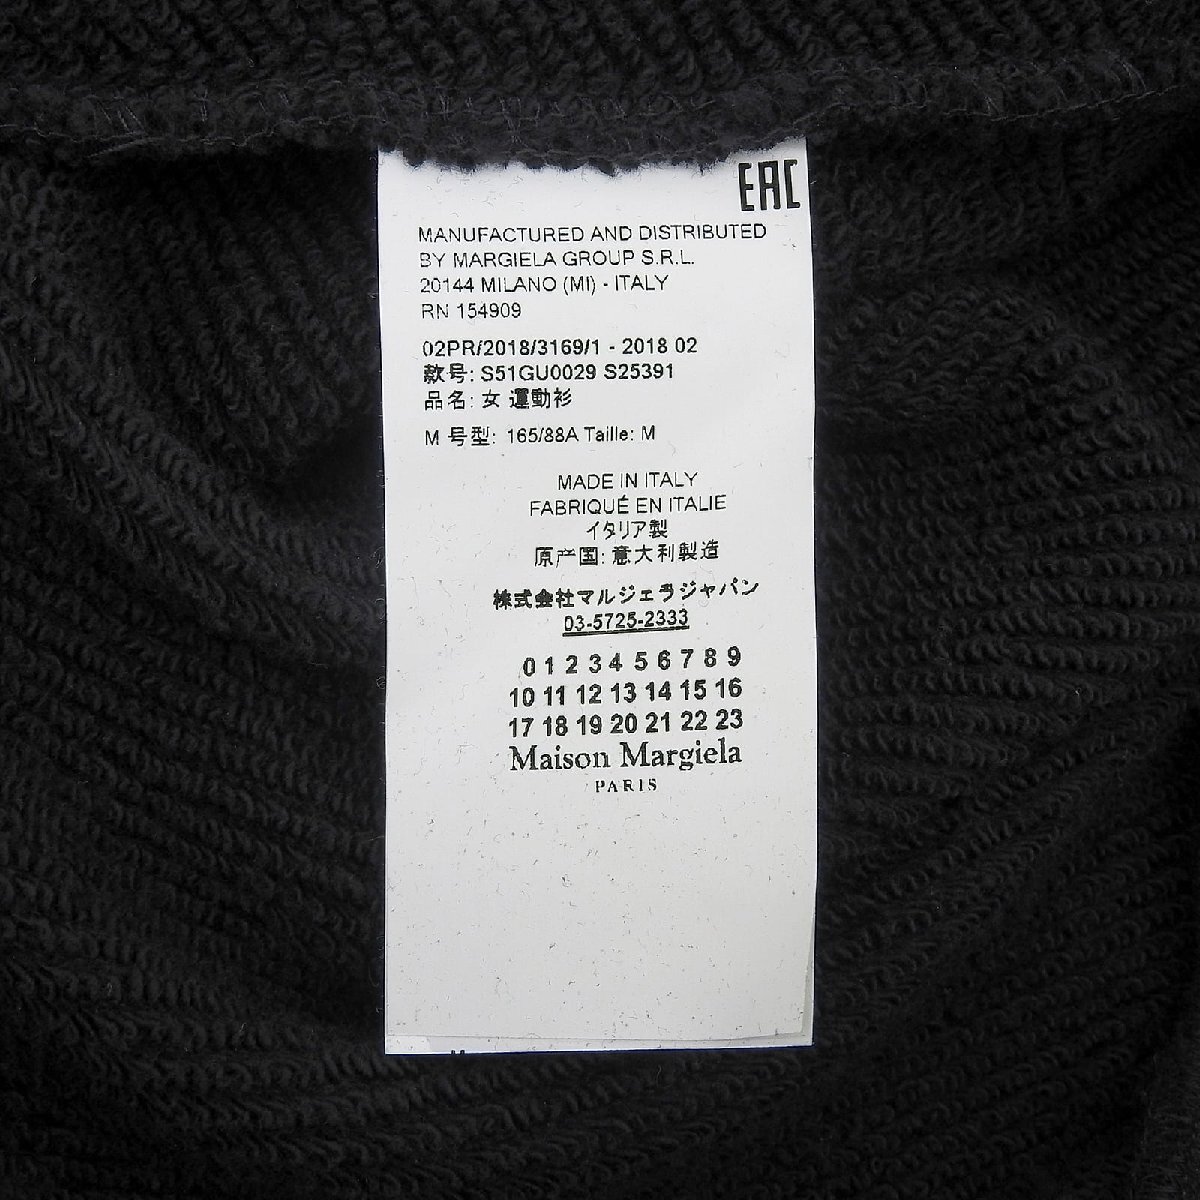 EAC
MANUFACTURED AND DISTRIBUTED
BY MARGIELA GROUP S.R.L.
20144 MILANO (MI) - ITALY
RN 154909
02PR/2018/3169/1 - 2018 02
款号: S51GU0029 S25391
品名: 女 運動衫
M 号型: 165/88A Taille: M
MADE IN ITALY
FABRIQUÉ EN ITALIE
イタリア製
原产国: 意大利製造
株式会社マルジェラジャパン
03-5725-2333
0 1 2 3 4 5 6 7 8 9
10 11 12 13 14 15 16
17 18 19 20 21 22 23
Maison Margiela
PARIS